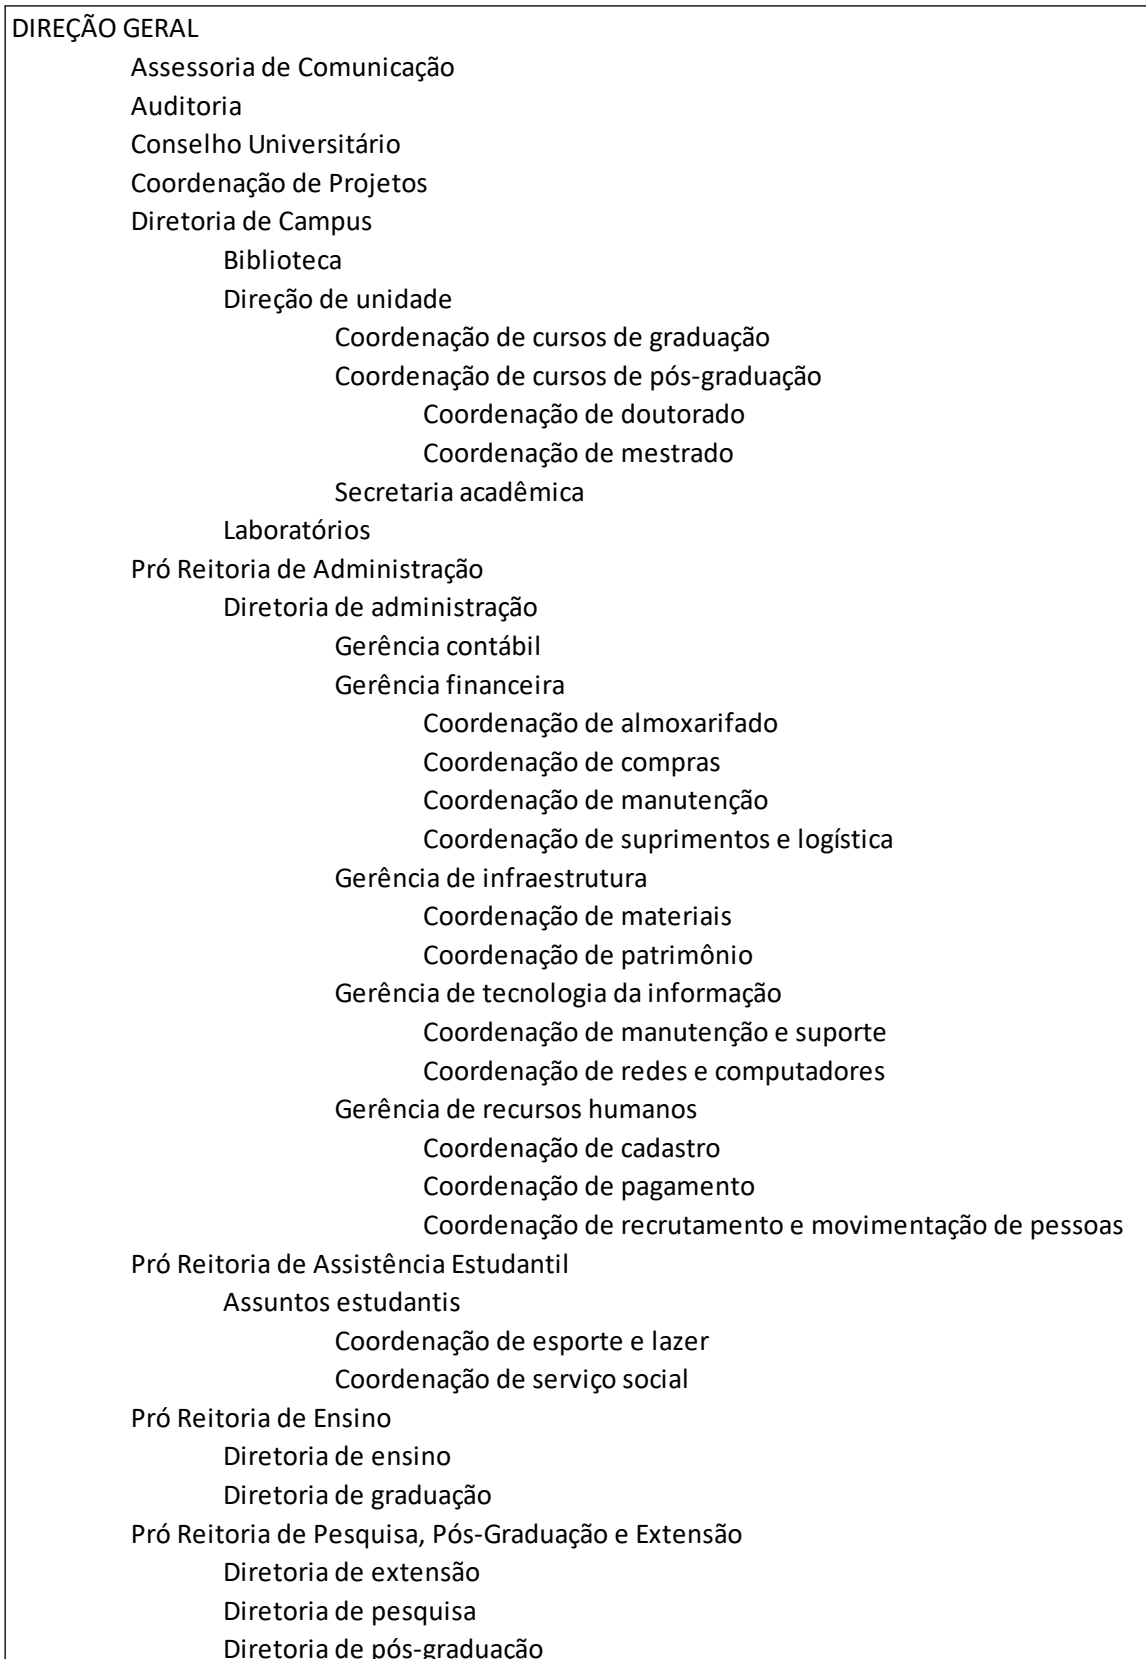 DIREÇÃO GERAL
Assessoria de Comunicação
Auditoria
Conselho Universitário
Coordenação de Projetos
Diretoria de Campus
Biblioteca
Direção de unidade
Coordenação de cursos de graduação
Coordenação de cursos de pós-graduação
Coordenação de doutorado
Coordenação de mestrado
Secretaria acadêmica
Laboratórios
Pró Reitoria de Administração
Diretoria de administração
Gerência contábil
Gerência financeira
Coordenação de almoxarifado
Coordenação de compras
Coordenação de manutenção
Coordenação de suprimentos e logística
Gerência de infraestrutura
Coordenação de materiais
Coordenação de patrimônio
Gerência de tecnologia da informação
Coordenação de manutenção e suporte
Coordenação de redes e computadores
Gerência de recursos humanos
Coordenação de cadastro
Coordenação de pagamento
Coordenação de recrutamento e movimentação de pessoas
Pró Reitoria de Assistência Estudantil
Assuntos estudantis
Coordenação de esporte e lazer
Coordenação de serviço social
Pró Reitoria de Ensino
Diretoria de ensino
Diretoria de graduação
Pró Reitoria de Pesquisa, Pós-Graduação e Extensão
Diretoria de extensão
Diretoria de pesquisa
Diretoria de pós-graduação